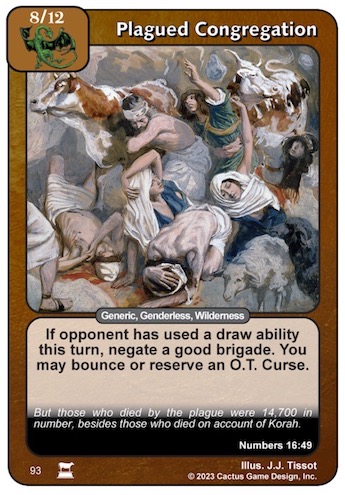 8/12
Plagued Congregation
Generic, Genderless, Wilderness
If opponent has used a draw ability
this turn, negate a good brigade. You
may bounce or reserve an O.T. Curse.
But those who died by the plague were 14,700 in
number, besides those who died on account of Korah.
Numbers 16:49
Illus. J.J. Tissot
93
© 2023 Cactus Game Design, Inc.